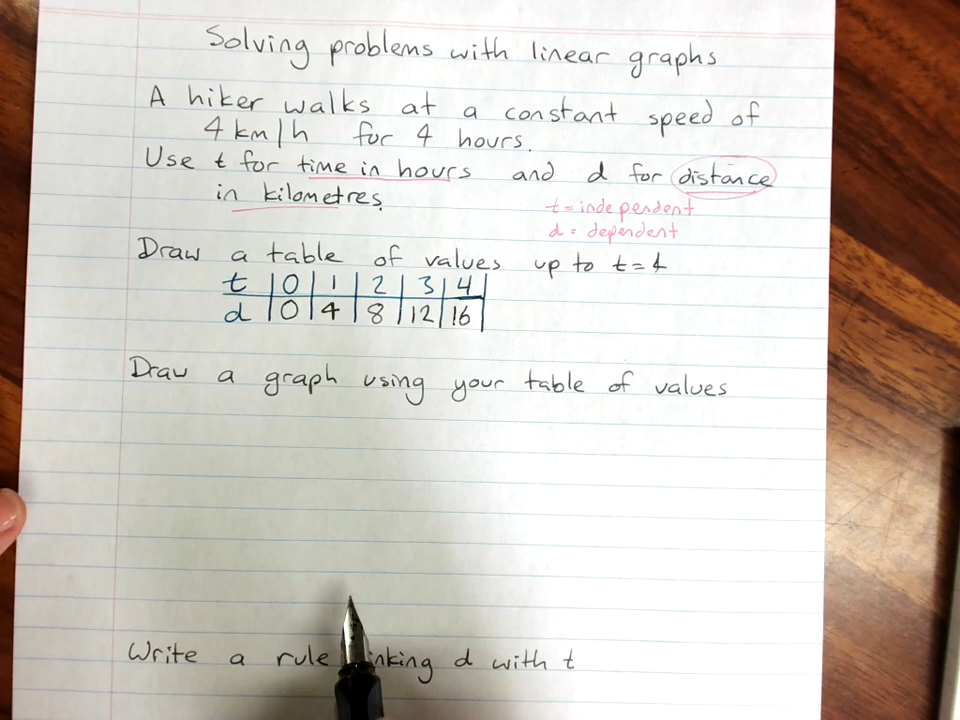 Solving problems with linear graphs
A hiker walks at a constant speed of
4 km/h for 4 hours.
Use t for time in hours and d for distance
in kilometres.
t = independent
d = dependent
Draw a table of values up to t = 4
t | 0 | 1 | 2 | 3 | 4 |
d | 0 | 4 | 8 | 12 | 16 |
Draw a graph using your table of values
Write a rule d with t